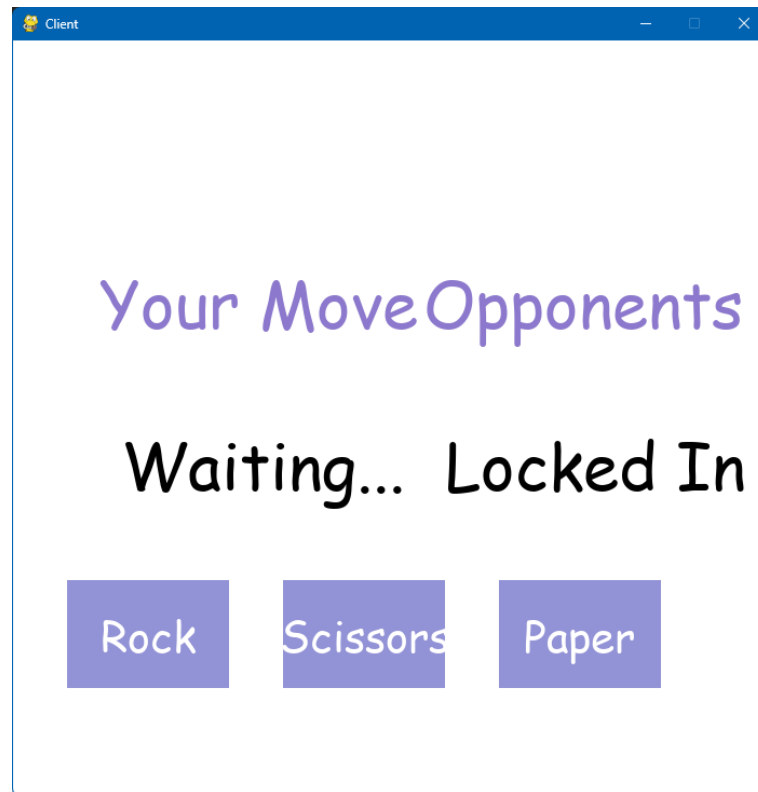 Client
Your Move Opponents
Waiting... Locked In
Rock Scissors Paper